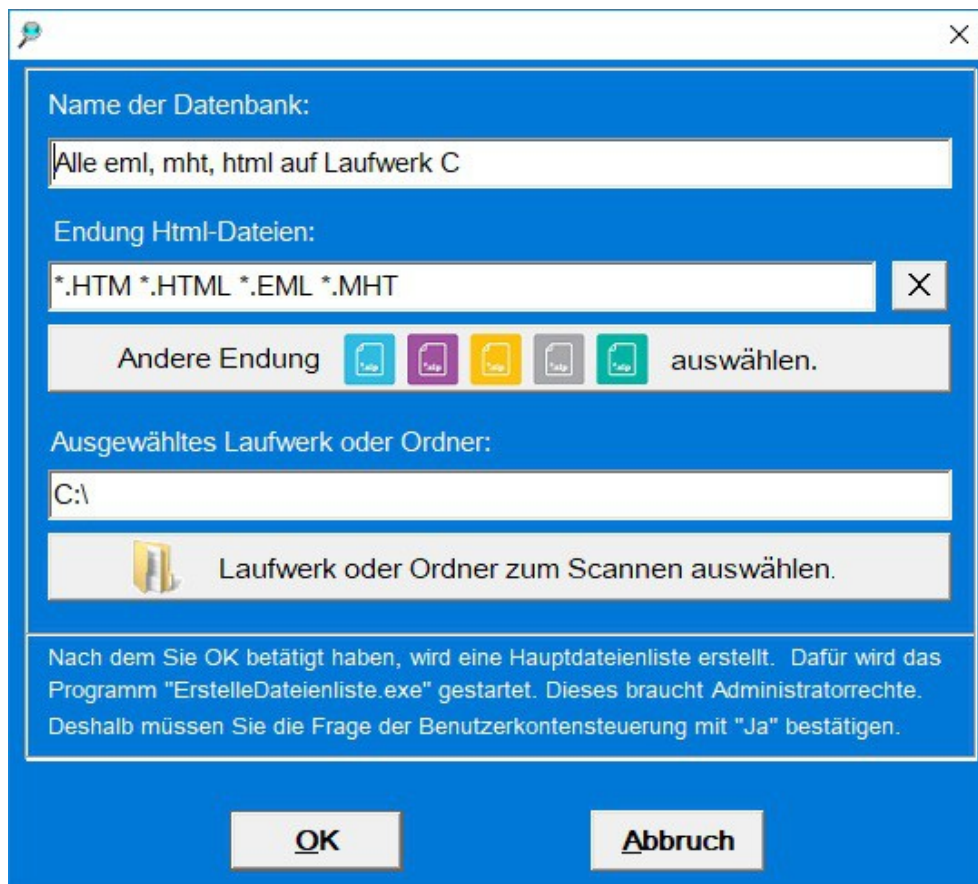 Name der Datenbank:
Alle eml, mht, html auf Laufwerk C
Endung Html-Dateien:
*.HTM *.HTML *.EML *.MHT
Andere Endung auswählen.
Ausgewähltes Laufwerk oder Ordner:
C:\
Laufwerk oder Ordner zum Scannen auswählen.
Nach dem Sie OK betätigt haben, wird eine Hauptdateienliste erstellt. Dafür wird das
Programm "ErstelleDateienliste.exe" gestartet. Dieses braucht Administratorrechte.
Deshalb müssen Sie die Frage der Benutzerkontensteuerung mit "Ja" bestätigen.
OK Abbruch